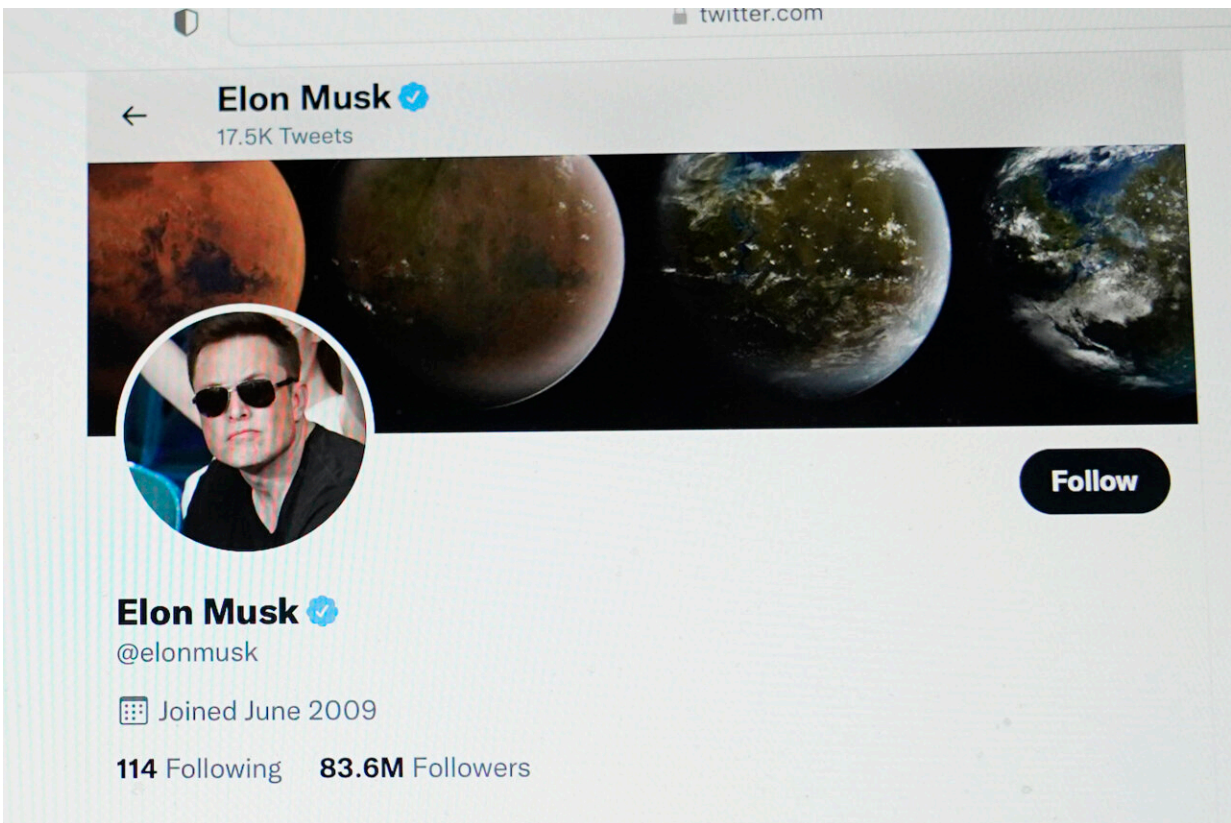 twitter.com
Elon Musk
17.5K Tweets
Follow
Elon Musk
@elonmusk
Joined June 2009
114 Following 83.6M Followers